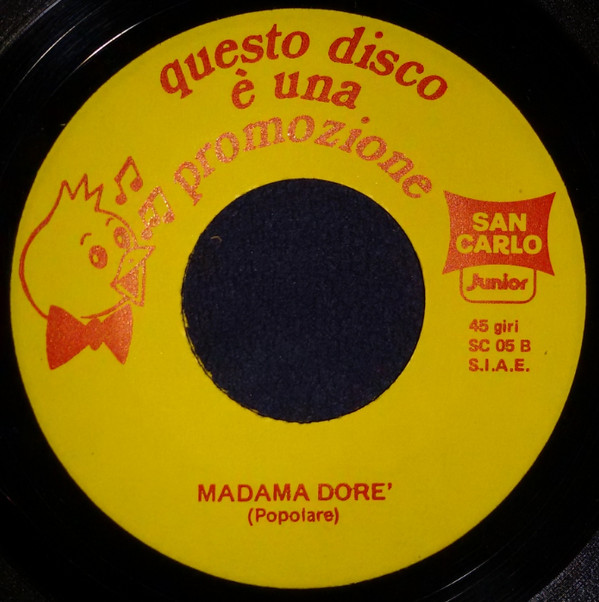 questo disco
è una
promozione
SAN
CARLO
Junior
45 giri
SC 05 B
S.I.A.E.
MADAMA DORE'
(Popolare)